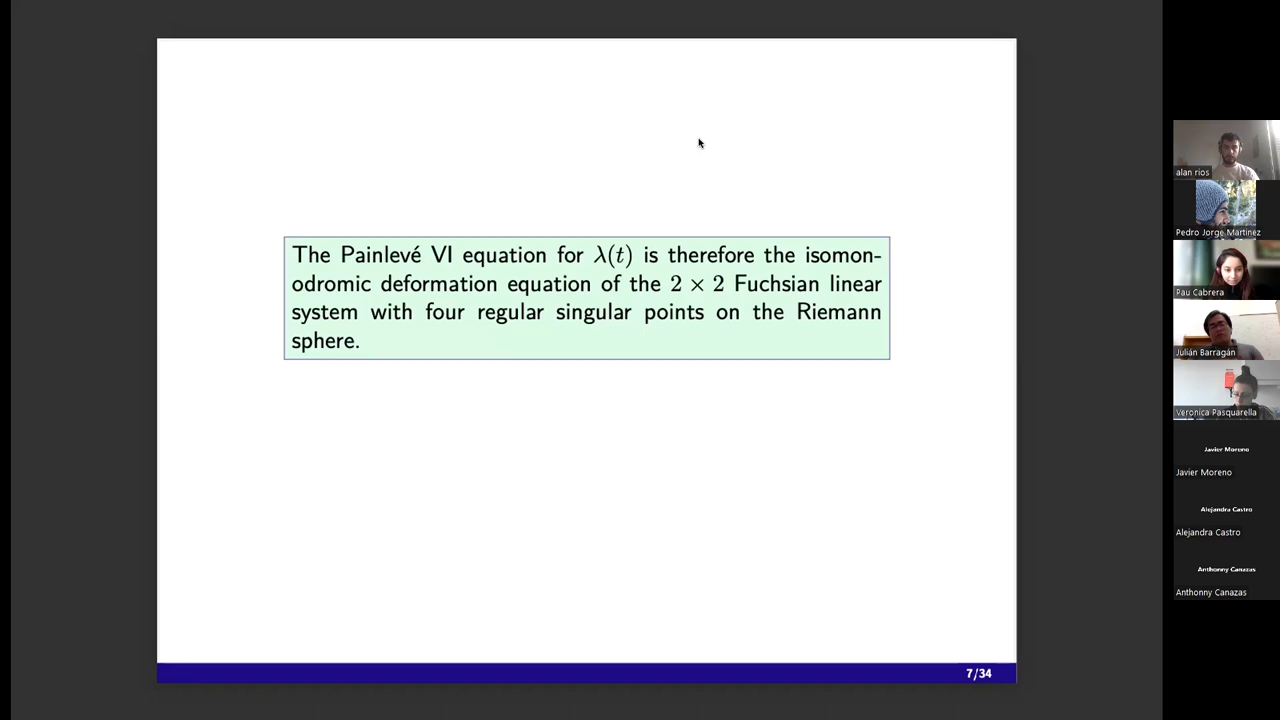 The Painlevé VI equation for λ(t) is therefore the isomon-
odromic deformation equation of the 2 × 2 Fuchsian linear
system with four regular singular points on the Riemann
sphere.
7/34
alan rios
Pedro Jorge Martinez
Pau Cabrera
Julián Barragán
Veronica Pasquarella
Javier Moreno
Javier Moreno
Alejandra Castro
Alejandra Castro
Anthonny Canazas
Anthonny Canazas